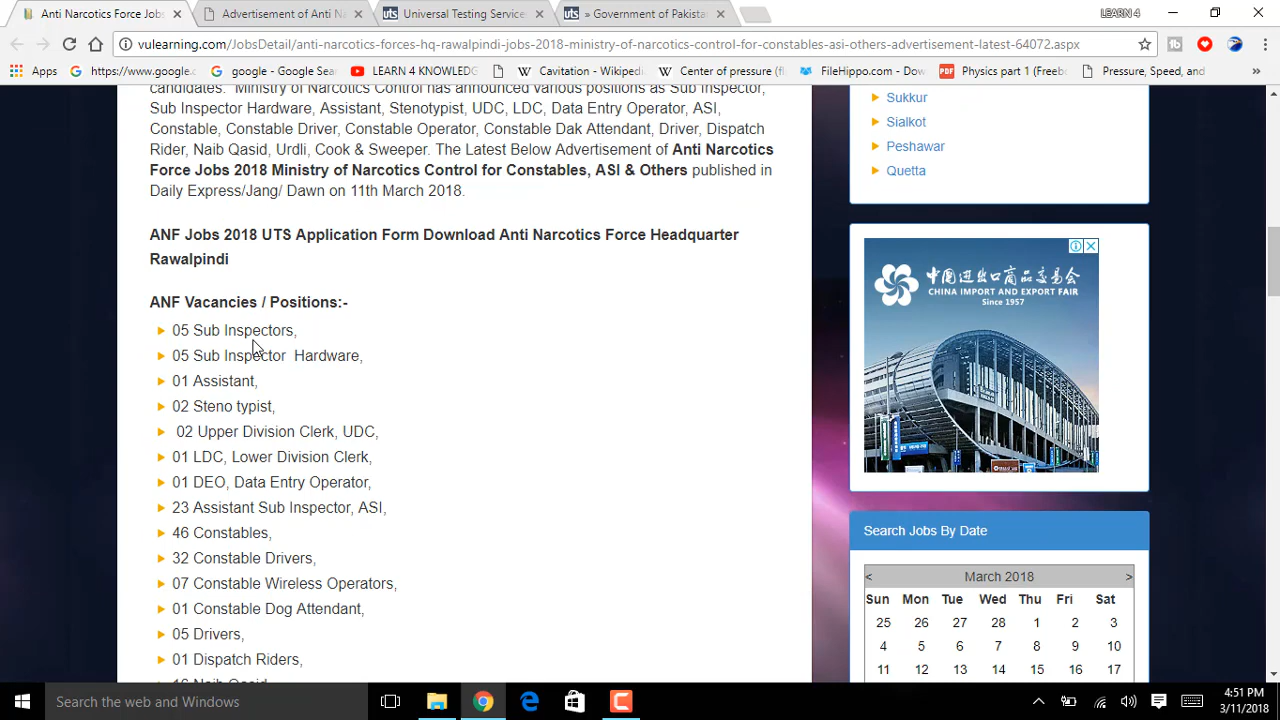 Anti Narcotics Force Jobs
Advertisement of Anti N
Universal Testing Service
» Government of Pakista
LEARN 4
vulearning.com/JobsDetail/anti-narcotics-forces-hq-rawalpindi-jobs-2018-ministry-of-narcotics-control-for-constables-asi-others-advertisement-latest-64072.aspx
Apps
https://www.google.c
google - Google Sea
LEARN 4 KNOWLEDG
Cavitation - Wikiped
Center of pressure (fl
FileHippo.com - Dow
Physics part 1 (Freeb
Pressure, Speed, and
»
candidates. Ministry of Narcotics Control has announced various positions as Sub Inspector,
Sub Inspector Hardware, Assistant, Stenotypist, UDC, LDC, Data Entry Operator, ASI,
Constable, Constable Driver, Constable Operator, Constable Dak Attendant, Driver, Dispatch
Rider, Naib Qasid, Urdli, Cook & Sweeper. The Latest Below Advertisement of Anti Narcotics
Force Jobs 2018 Ministry of Narcotics Control for Constables, ASI & Others published in
Daily Express/Jang/ Dawn on 11th March 2018.
ANF Jobs 2018 UTS Application Form Download Anti Narcotics Force Headquarter
Rawalpindi
ANF Vacancies / Positions:-
05 Sub Inspectors,
05 Sub Inspector Hardware,
01 Assistant,
02 Steno typist,
02 Upper Division Clerk, UDC,
01 LDC, Lower Division Clerk,
01 DEO, Data Entry Operator,
23 Assistant Sub Inspector, ASI,
46 Constables,
32 Constable Drivers,
07 Constable Wireless Operators,
01 Constable Dog Attendant,
05 Drivers,
01 Dispatch Riders,
16 Naib Qasid
Sukkur
Sialkot
Peshawar
Quetta
中国进出口商品交易会
CHINA IMPORT AND EXPORT FAIR
Since 1957
Search Jobs By Date
< March 2018 >
Sun Mon Tue Wed Thu Fri Sat
25 26 27 28 1 2 3
4 5 6 7 8 9 10
11 12 13 14 15 16 17
Search the web and Windows
4:51 PM
3/11/2018